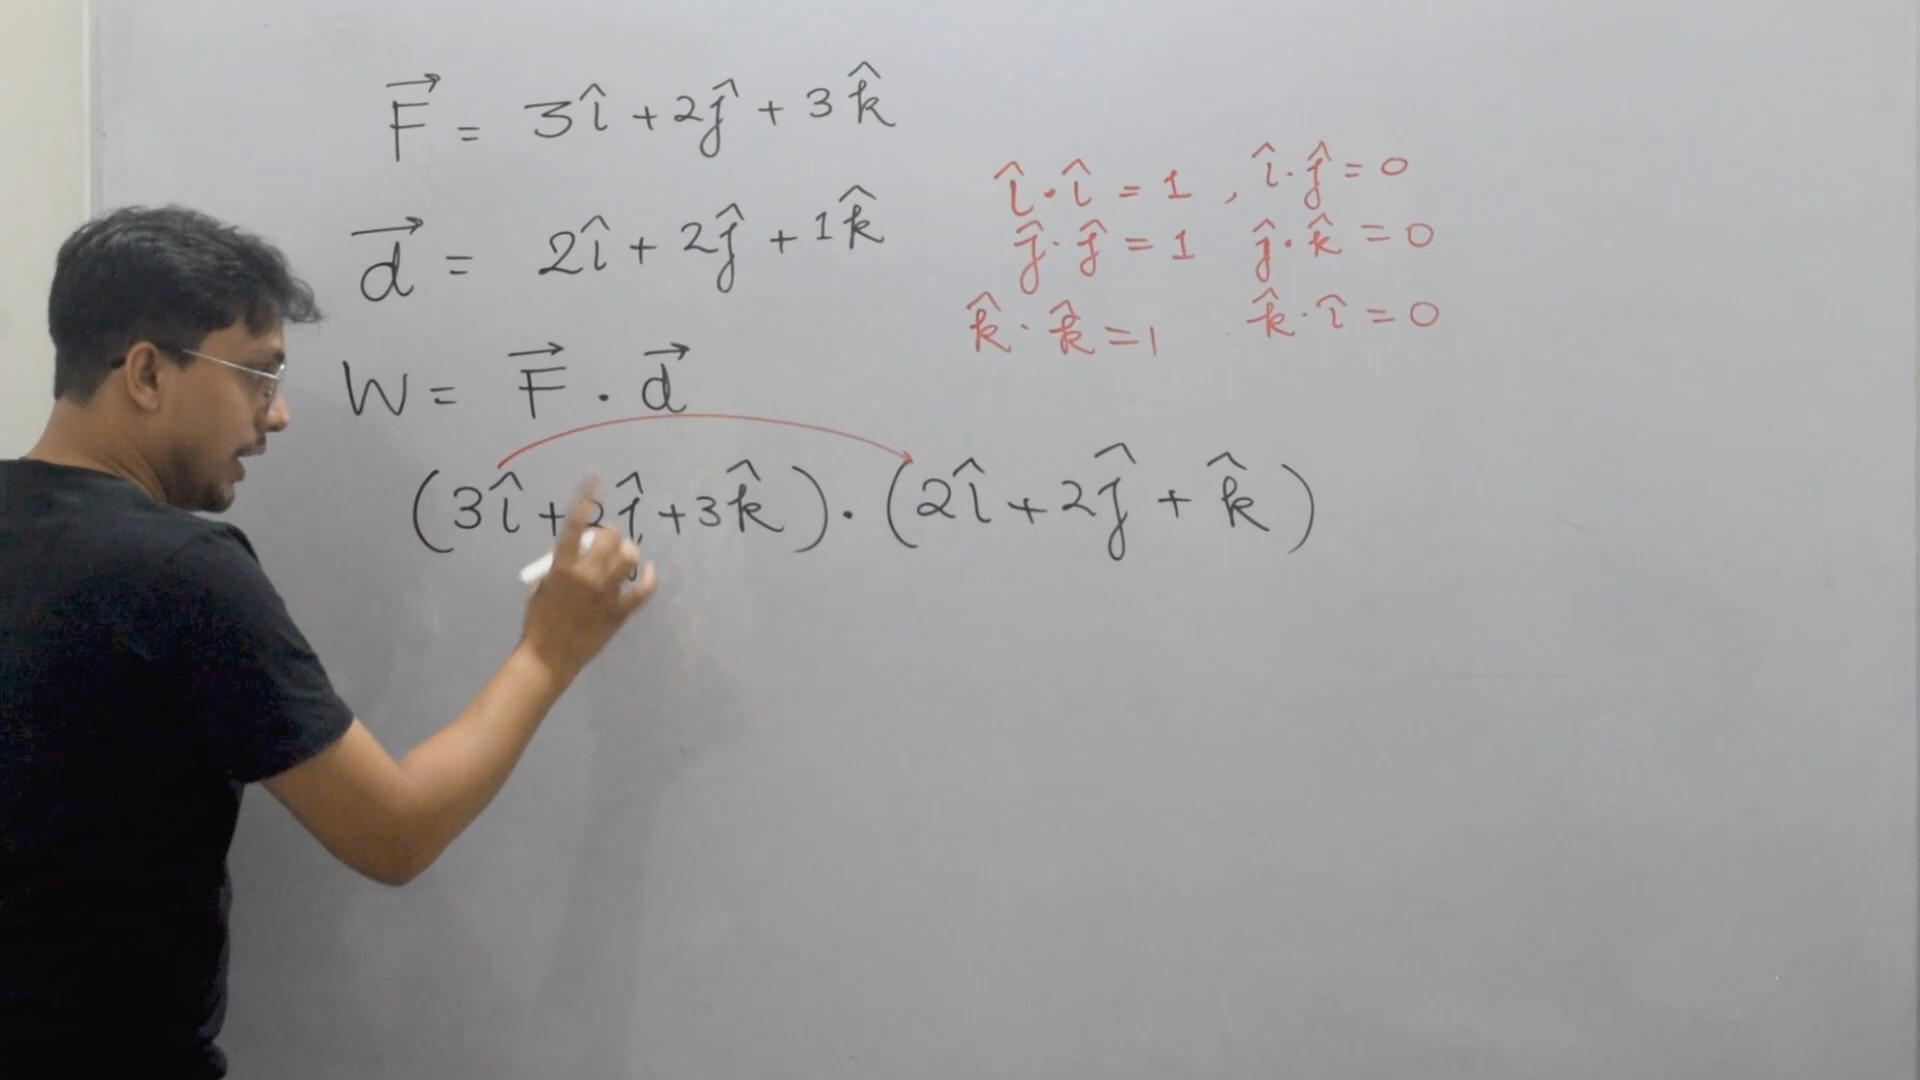 F⃗ = 3î + 2ĵ + 3k̂
d⃗ = 2î + 2ĵ + 1k̂
W = F⃗ . d⃗
(3î + 2ĵ + 3k̂) . (2î + 2ĵ + k̂)
î . î = 1 , î . ĵ = 0
ĵ . ĵ = 1 ĵ . k̂ = 0
k̂ . k̂ = 1 k̂ . î = 0